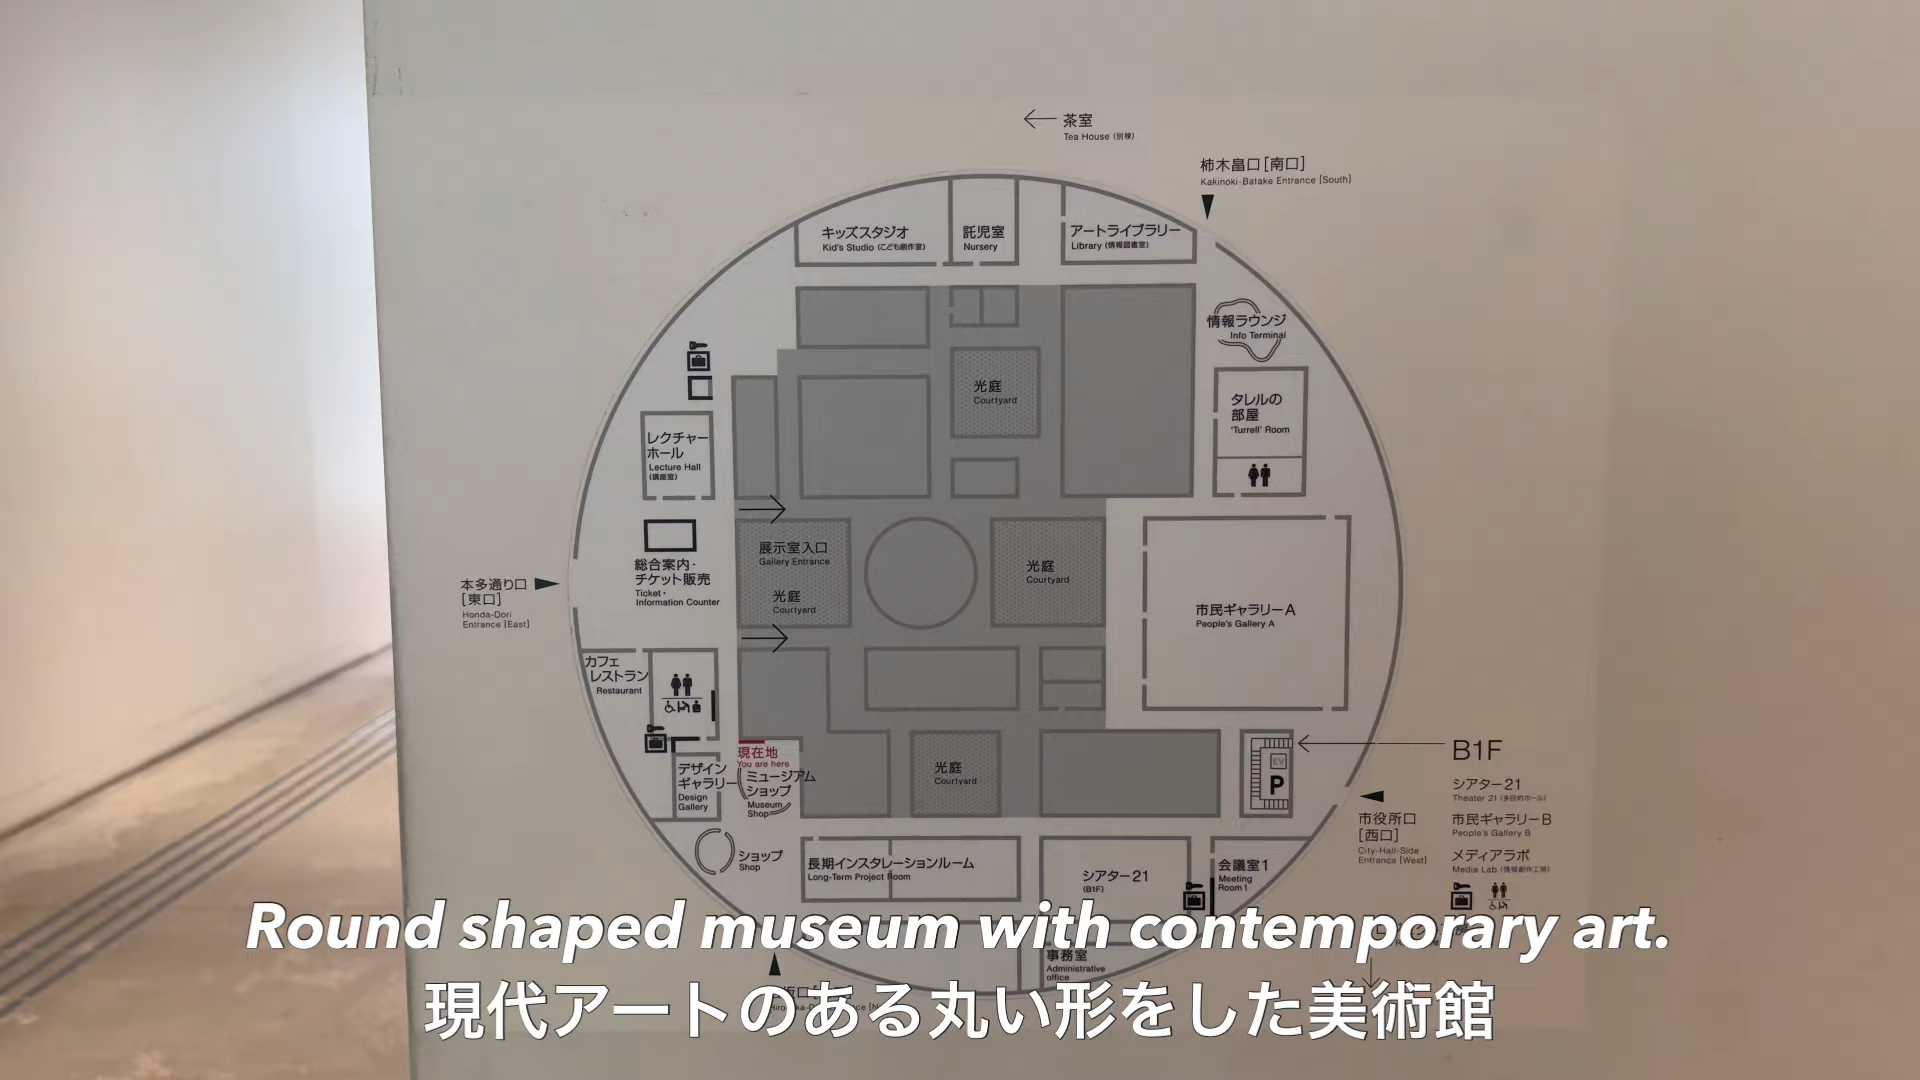 茶室
Tea House (別棟)
柿木畠口[南口]
Kakinoki-Batake Entrance [South]
キッズスタジオ
Kid's Studio (こども創作室)
託児室
Nursery
アートライブラリー
Library (情報図書室)
情報ラウンジ
Info Terminal
光庭
Courtyard
タレルの
部屋
'Turrell' Room
レクチャー
ホール
Lecture Hall
(講座室)
展示室入口
Gallery Entrance
光庭
Courtyard
光庭
Courtyard
総合案内・
チケット販売
Ticket・
Information Counter
本多通り口
[東口]
Honda-Dori
Entrance [East]
市民ギャラリーA
People's Gallery A
カフェ
レストラン
Restaurant
現在地
You are here
デザイン
ギャラリー
Design
Gallery
ミュージアム
ショップ
Museum
Shop
光庭
Courtyard
EV
P
B1F
シアター21
Theater 21 (多目的ホール)
市民ギャラリーB
People's Gallery B
メディアラボ
Media Lab (情報創作工房)
市役所口
[西口]
City-Hall-Side
Entrance [West]
ショップ
Shop
長期インスタレーションルーム
Long-Term Project Room
シアター21
(B1F)
会議室1
Meeting
Room 1
事務室
Administrative
office
Round shaped museum with contemporary art.
現代アートのある丸い形をした美術館